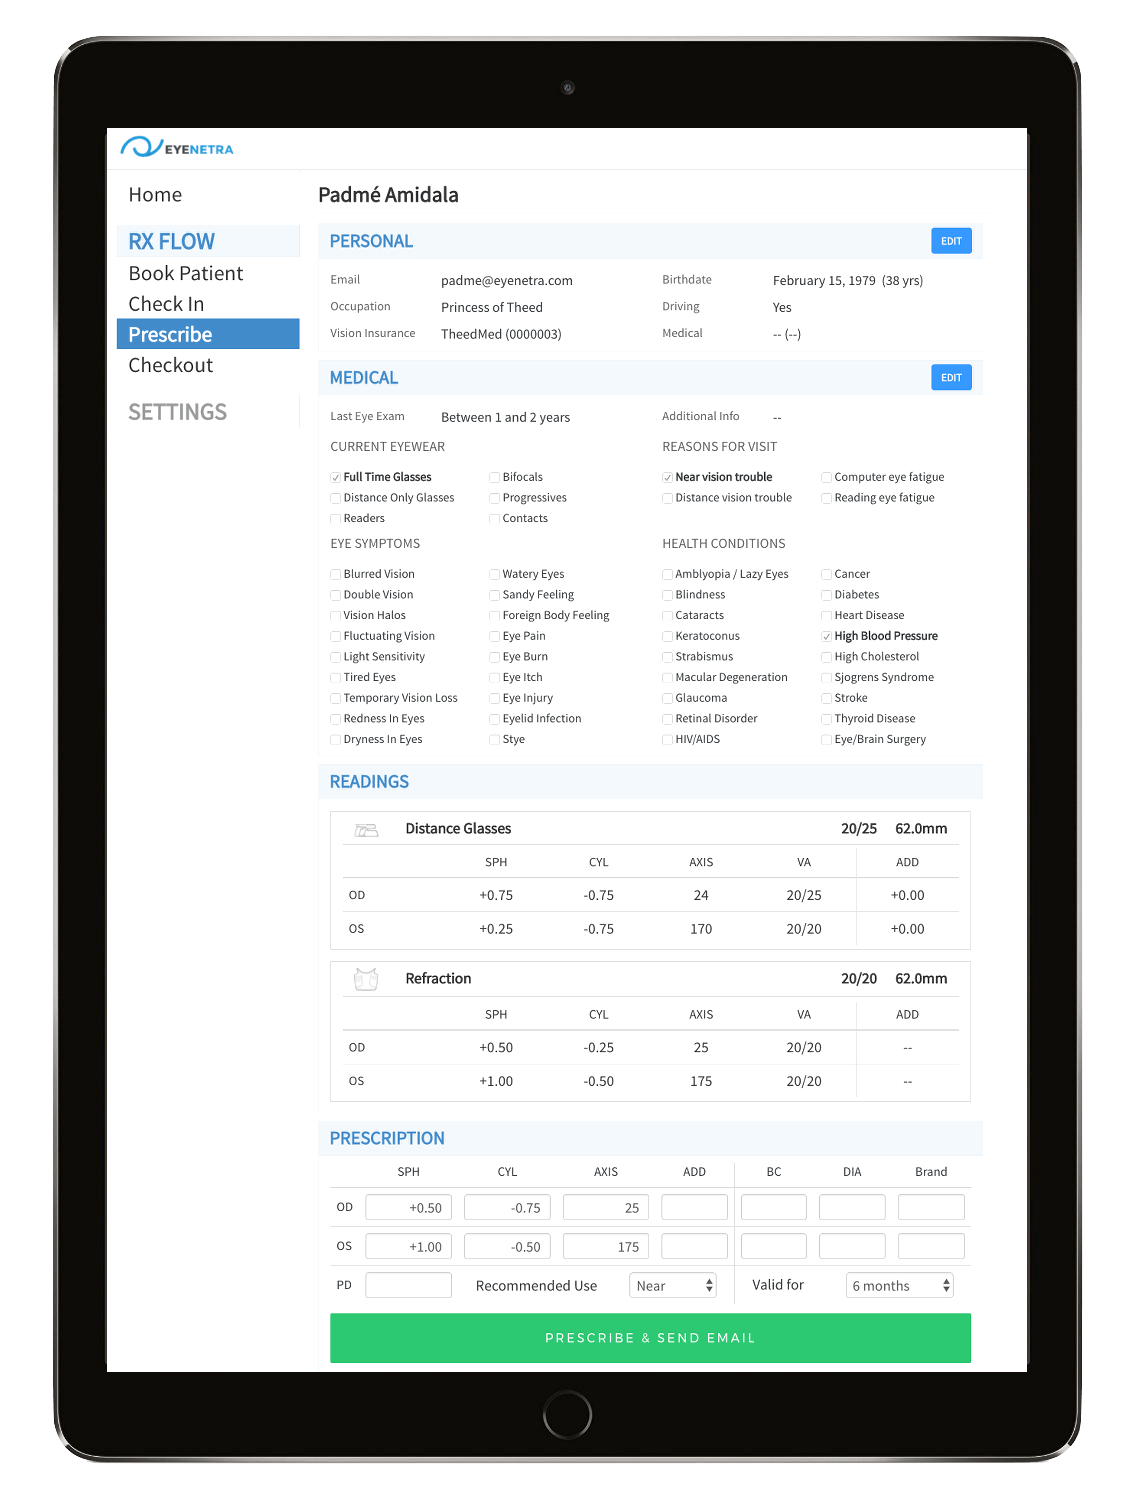 EYENETRA
Home
RX FLOW
Book Patient
Check In
Prescribe
Checkout
SETTINGS
Padmé Amidala
PERSONAL EDIT
Email padme@eyenetra.com Birthdate February 15, 1979 (38 yrs)
Occupation Princess of Theed Driving Yes
Vision Insurance TheedMed (0000003) Medical -- (--)
MEDICAL EDIT
Last Eye Exam Between 1 and 2 years Additional Info --
CURRENT EYEWEAR REASONS FOR VISIT
Full Time Glasses Bifocals Near vision trouble Computer eye fatigue
Distance Only Glasses Progressives Distance vision trouble Reading eye fatigue
Readers Contacts
EYE SYMPTOMS HEALTH CONDITIONS
Blurred Vision Watery Eyes Amblyopia / Lazy Eyes Cancer
Double Vision Sandy Feeling Blindness Diabetes
Vision Halos Foreign Body Feeling Cataracts Heart Disease
Fluctuating Vision Eye Pain Keratoconus High Blood Pressure
Light Sensitivity Eye Burn Strabismus High Cholesterol
Tired Eyes Eye Itch Macular Degeneration Sjogrens Syndrome
Temporary Vision Loss Eye Injury Glaucoma Stroke
Redness In Eyes Eyelid Infection Retinal Disorder Thyroid Disease
Dryness In Eyes Stye HIV/AIDS Eye/Brain Surgery
READINGS
Distance Glasses 20/25 62.0mm
SPH CYL AXIS VA ADD
OD +0.75 -0.75 24 20/25 +0.00
OS +0.25 -0.75 170 20/20 +0.00
Refraction 20/20 62.0mm
SPH CYL AXIS VA ADD
OD +0.50 -0.25 25 20/20 --
OS +1.00 -0.50 175 20/20 --
PRESCRIPTION
SPH CYL AXIS ADD BC DIA Brand
OD +0.50 -0.75 25
OS +1.00 -0.50 175
PD Recommended Use Near Valid for 6 months
PRESCRIBE & SEND EMAIL